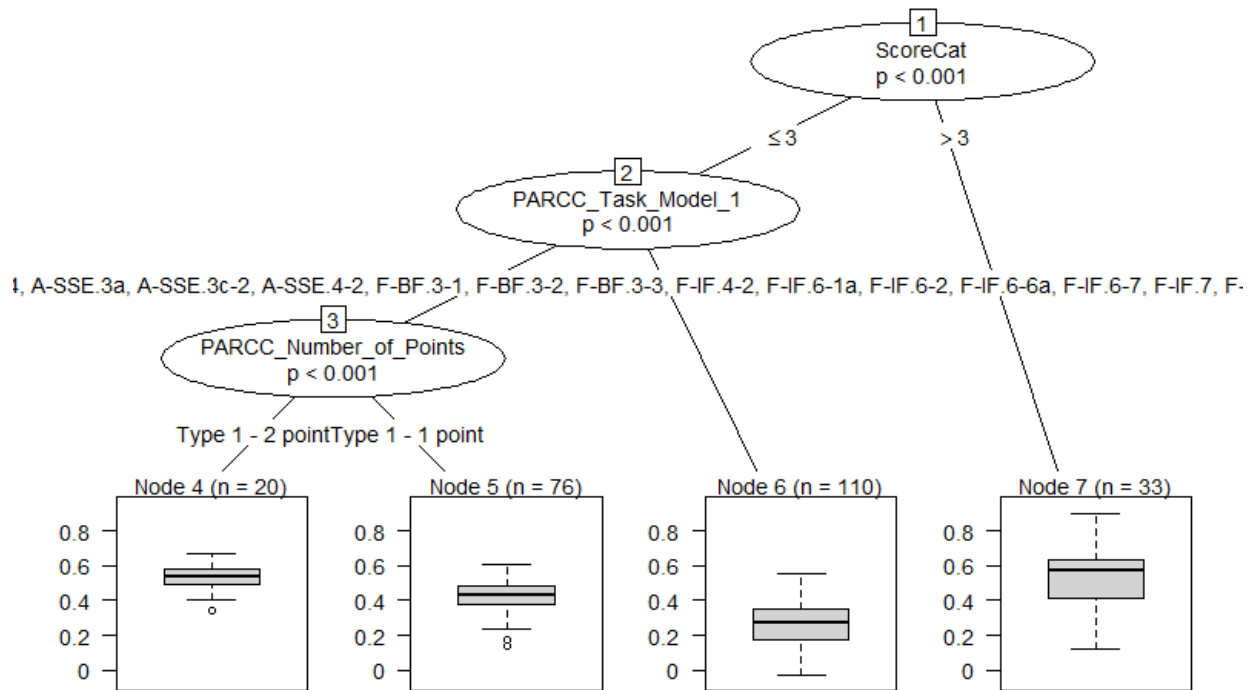 1
ScoreCat
p < 0.001
≤ 3
> 3
2
PARCC_Task_Model_1
p < 0.001
4, A-SSE.3a, A-SSE.3c-2, A-SSE.4-2, F-BF.3-1, F-BF.3-2, F-BF.3-3, F-IF.4-2, F-IF.6-1a, F-IF.6-2, F-IF.6-6a, F-IF.6-7, F-IF.7, F-
3
PARCC_Number_of_Points
p < 0.001
Type 1 - 2 pointType 1 - 1 point
Node 4 (n = 20)
0.8
0.6
0.4
0.2
0
Node 5 (n = 76)
0.8
0.6
0.4
0.2
0
Node 6 (n = 110)
0.8
0.6
0.4
0.2
0
Node 7 (n = 33)
0.8
0.6
0.4
0.2
0